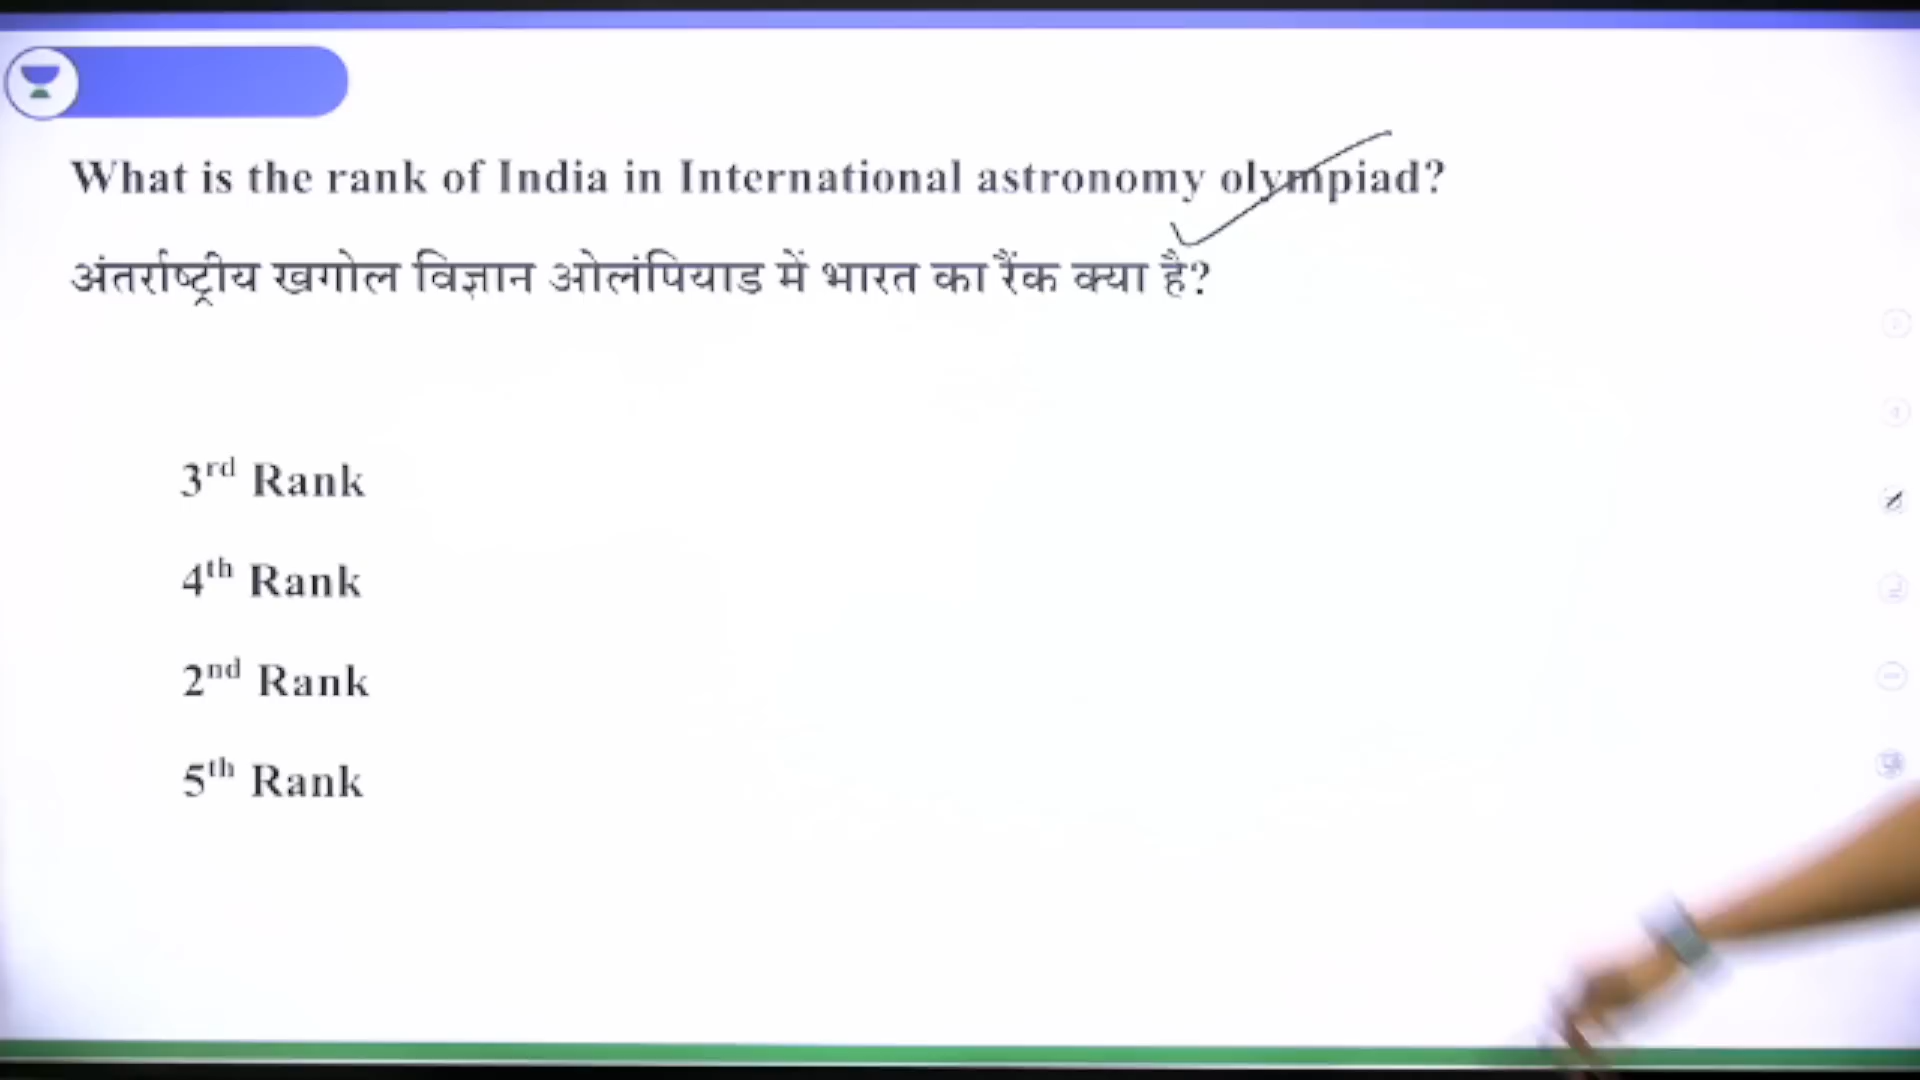 What is the rank of India in International astronomy olympiad?
अंतर्राष्ट्रीय खगोल विज्ञान ओलंपियाड में भारत का रैंक क्या है?
3rd Rank
4th Rank
2nd Rank
5th Rank